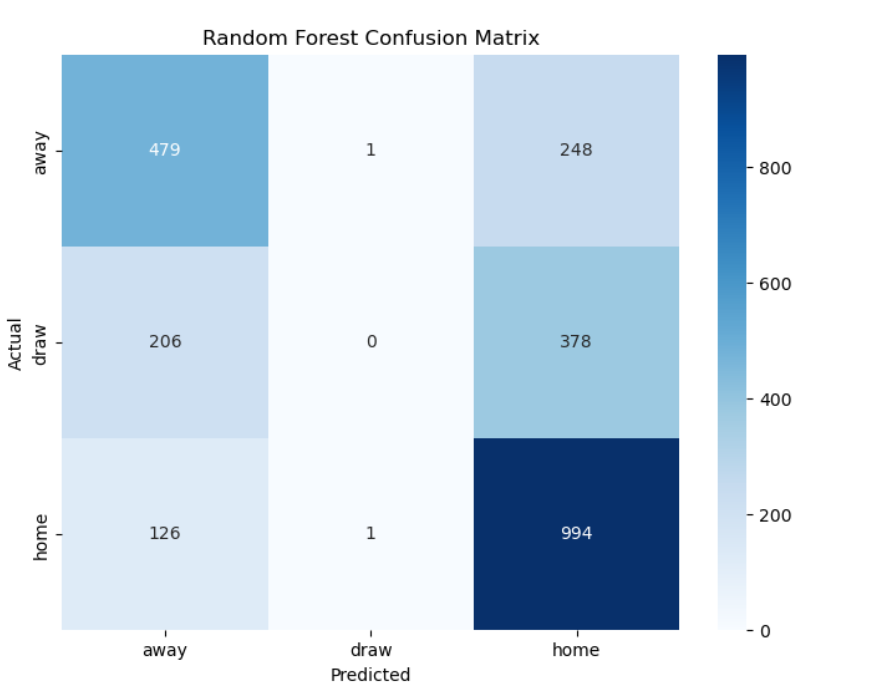 Random Forest Confusion Matrix
Actual
away
479
1
248
draw
206
0
378
home
126
1
994
away
draw
home
Predicted
800
600
400
200
0